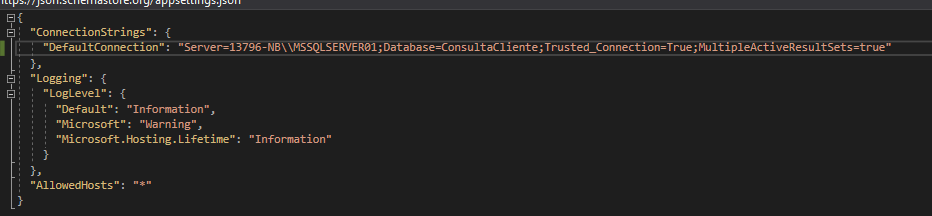 https://json.schemastore.org/appsettings.json
{
"ConnectionStrings": {
"DefaultConnection": "Server=13796-NB\\MSSQLSERVER01;Database=ConsultaCliente;Trusted_Connection=True;MultipleActiveResultSets=true"
},
"Logging": {
"LogLevel": {
"Default": "Information",
"Microsoft": "Warning",
"Microsoft.Hosting.Lifetime": "Information"
}
},
"AllowedHosts": "*"
}